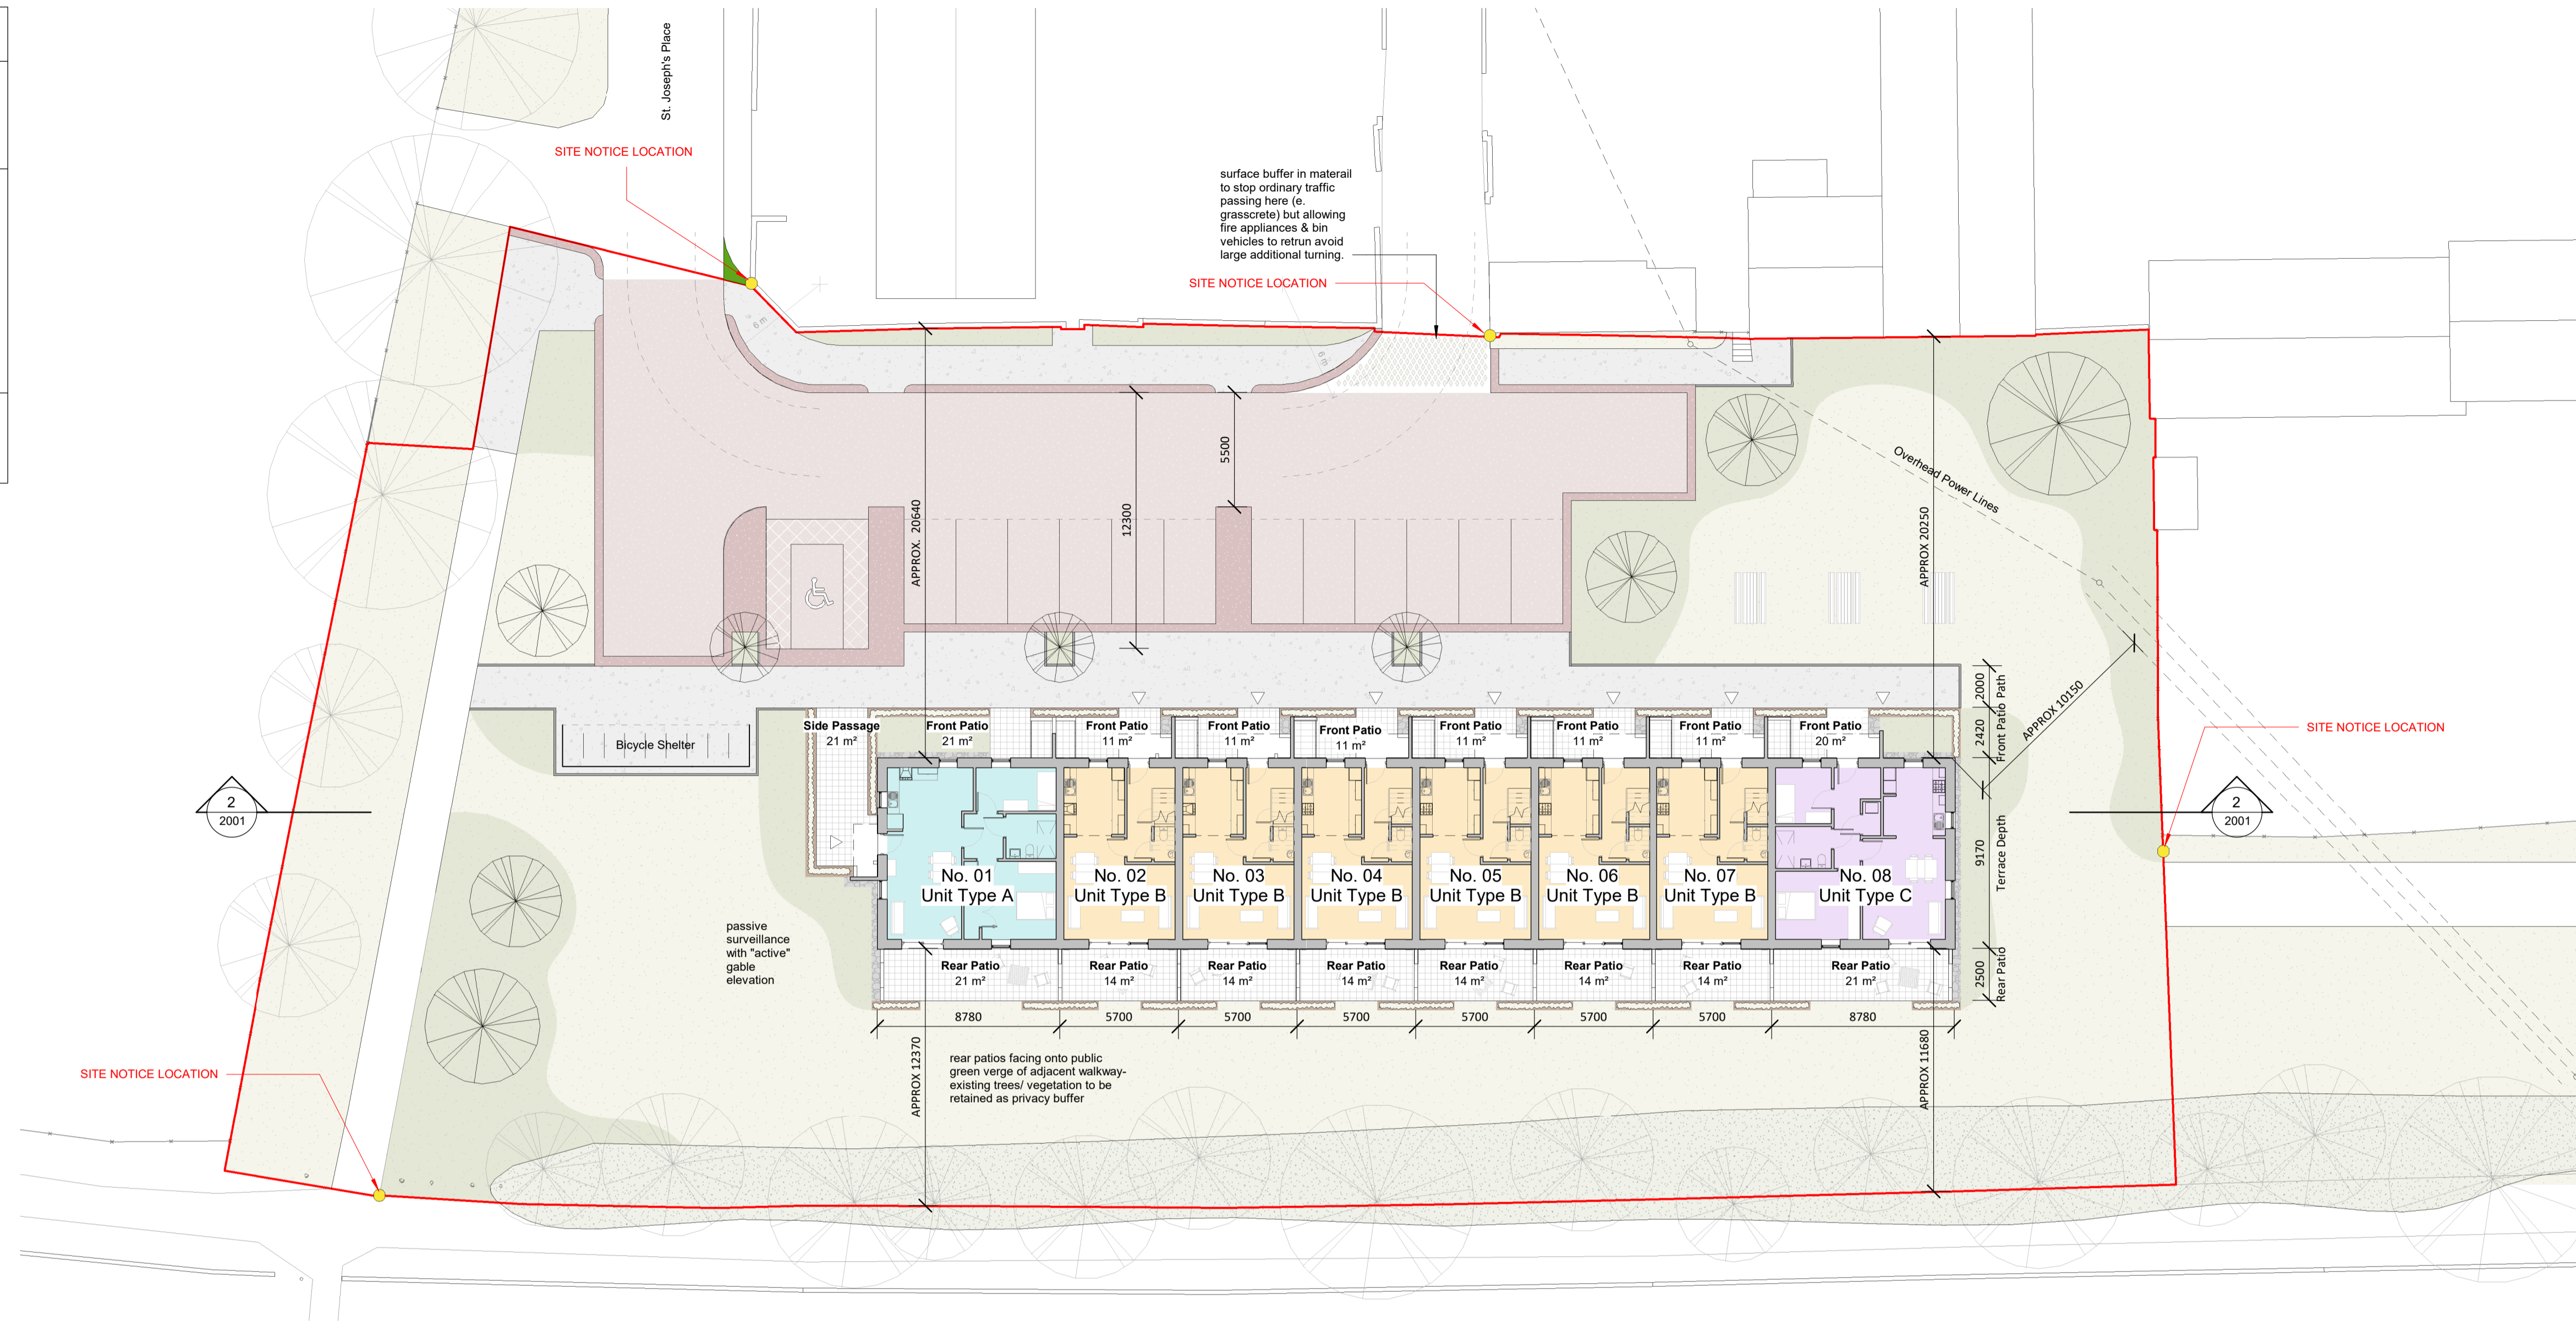 St. Joseph's Place
SITE NOTICE LOCATION
surface buffer in materail
to stop ordinary traffic
passing here (e.
grasscrete) but allowing
fire appliances & bin
vehicles to retrun avoid
large additional turning.
SITE NOTICE LOCATION
6 m
6 m
5500
12300
APPROX. 20640
APPROX 20250
Overhead Power Lines
APPROX 10150
2000
Front Path
2420
Front Patio
9170
Terrace Depth
2500
Rear Patio
SITE NOTICE LOCATION
Bicycle Shelter
Side Passage
21 m²
Front Patio
21 m²
Front Patio
11 m²
Front Patio
11 m²
Front Patio
11 m²
Front Patio
11 m²
Front Patio
11 m²
Front Patio
11 m²
Front Patio
20 m²
2
2001
2
2001
No. 01
Unit Type A
No. 02
Unit Type B
No. 03
Unit Type B
No. 04
Unit Type B
No. 05
Unit Type B
No. 06
Unit Type B
No. 07
Unit Type B
No. 08
Unit Type C
passive
surveillance
with "active"
gable
elevation
Rear Patio
21 m²
Rear Patio
14 m²
Rear Patio
14 m²
Rear Patio
14 m²
Rear Patio
14 m²
Rear Patio
14 m²
Rear Patio
14 m²
Rear Patio
21 m²
8780
5700
5700
5700
5700
5700
5700
8780
APPROX 12370
APPROX 11680
rear patios facing onto public
green verge of adjacent walkway-
existing trees/ vegetation to be
retained as privacy buffer
SITE NOTICE LOCATION